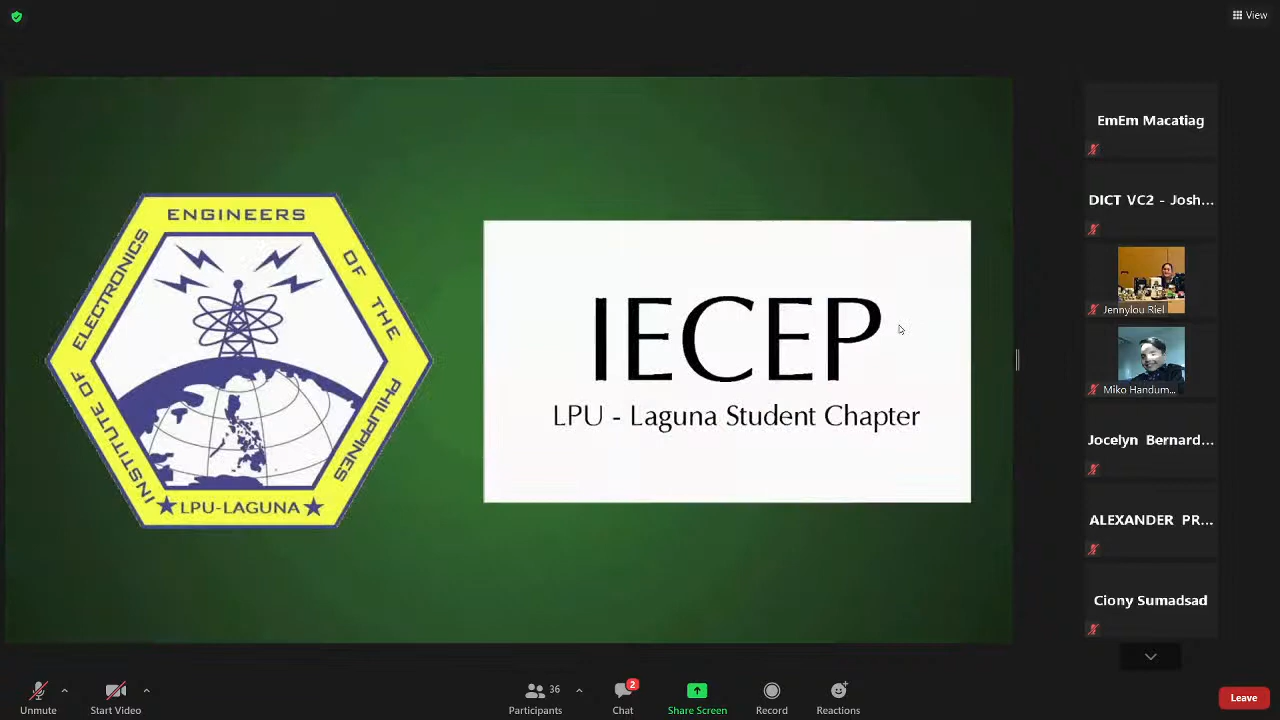 View
ENGINEERS
OF THE
PHILIPPINES
INSTITUTE OF
ELECTRONICS
★LPU-LAGUNA★
IECEP
LPU - Laguna Student Chapter
EmEm Macatiag
DICT VC2 - Josh...
Jennylou Riel
Miko Handum...
Jocelyn Bernard...
ALEXANDER PR...
Ciony Sumadsad
Unmute
Start Video
36
Participants
2
Chat
Share Screen
Record
Reactions
Leave